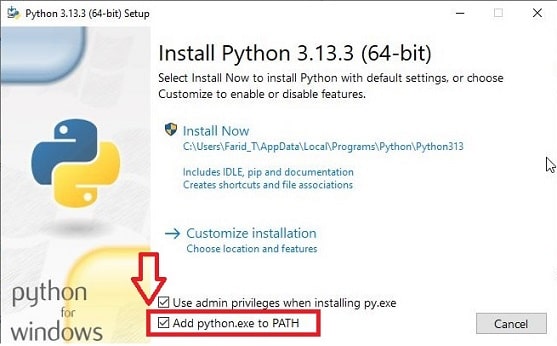 Python 3.13.3 (64-bit) Setup
Install Python 3.13.3 (64-bit)
Select Install Now to install Python with default settings, or choose
Customize to enable or disable features.
Install Now
C:\Users\Farid_T\AppData\Local\Programs\Python\Python313
Includes IDLE, pip and documentation
Creates shortcuts and file associations
Customize installation
Choose location and features
Use admin privileges when installing py.exe
Add python.exe to PATH
Cancel
python
for
windows